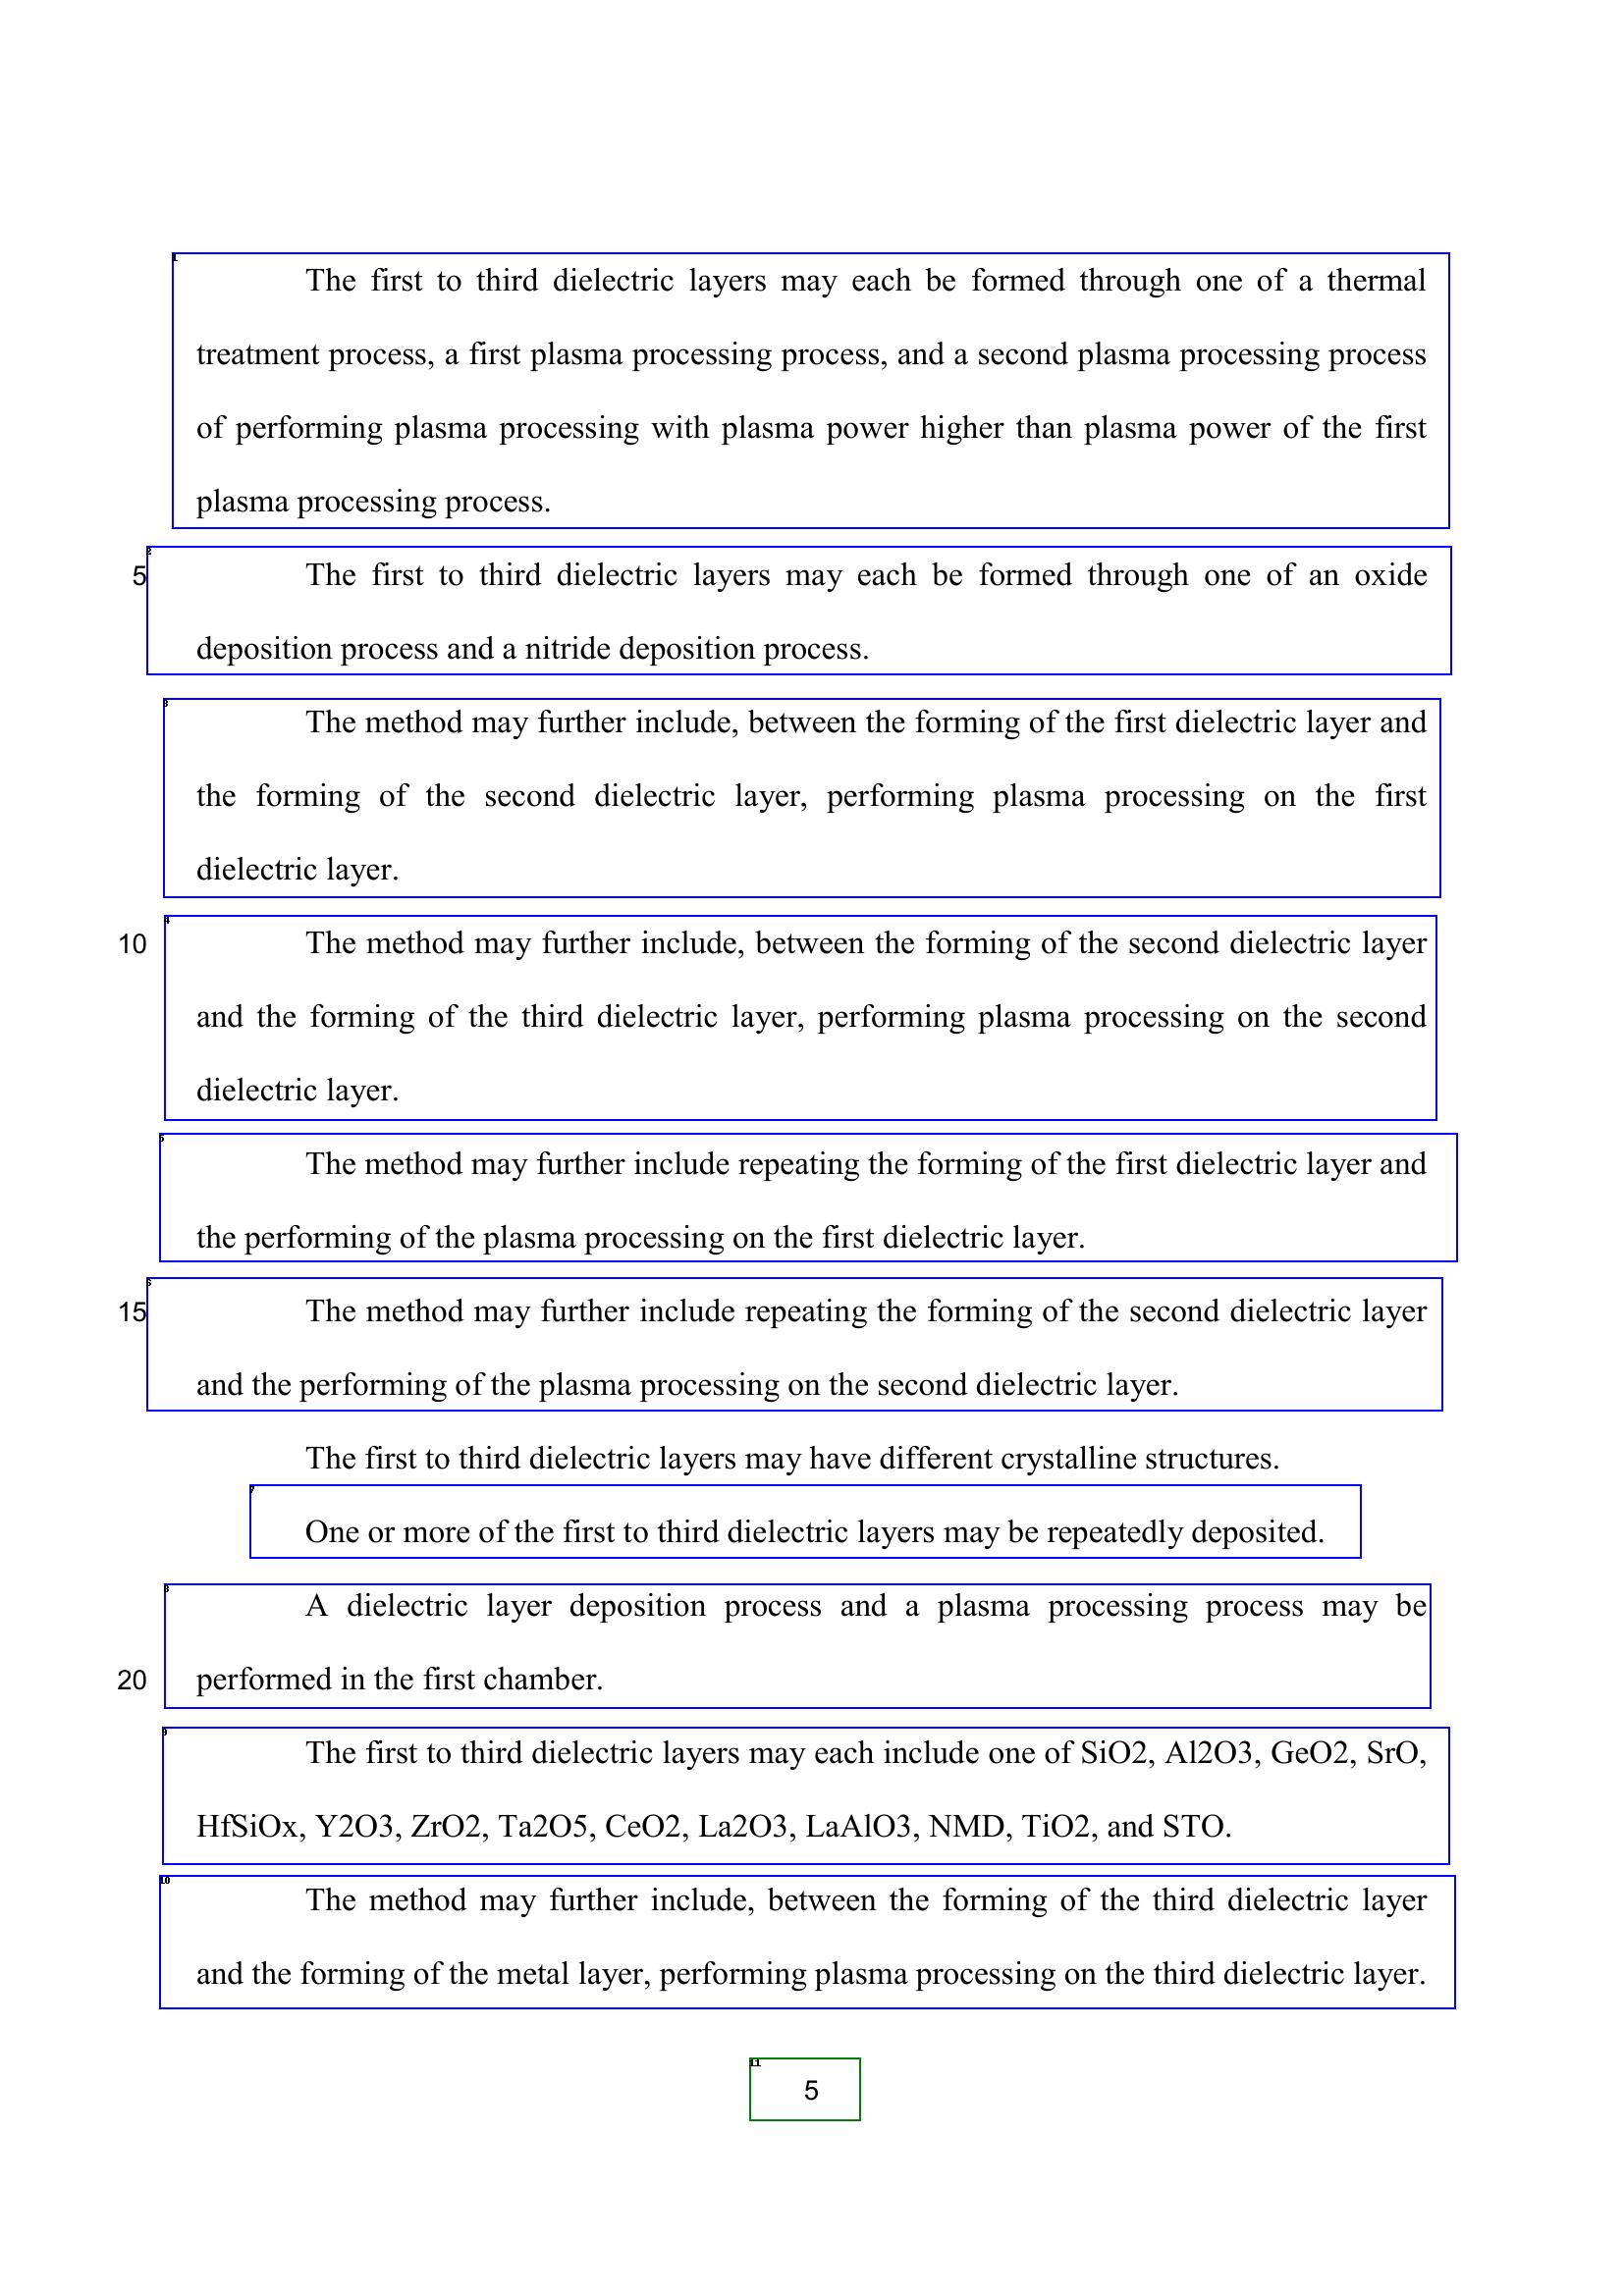 1
The first to third dielectric layers may each be formed through one of a thermal
treatment process, a first plasma processing process, and a second plasma processing process
of performing plasma processing with plasma power higher than plasma power of the first
plasma processing process.
2
5 The first to third dielectric layers may each be formed through one of an oxide
deposition process and a nitride deposition process.
3
The method may further include, between the forming of the first dielectric layer and
the forming of the second dielectric layer, performing plasma processing on the first
dielectric layer.
4
10 The method may further include, between the forming of the second dielectric layer
and the forming of the third dielectric layer, performing plasma processing on the second
dielectric layer.
5
The method may further include repeating the forming of the first dielectric layer and
the performing of the plasma processing on the first dielectric layer.
6
15 The method may further include repeating the forming of the second dielectric layer
and the performing of the plasma processing on the second dielectric layer.
The first to third dielectric layers may have different crystalline structures.
7
One or more of the first to third dielectric layers may be repeatedly deposited.
8
A dielectric layer deposition process and a plasma processing process may be
20 performed in the first chamber.
9
The first to third dielectric layers may each include one of SiO2, Al2O3, GeO2, SrO,
HfSiOx, Y2O3, ZrO2, Ta2O5, CeO2, La2O3, LaAlO3, NMD, TiO2, and STO.
10
The method may further include, between the forming of the third dielectric layer
and the forming of the metal layer, performing plasma processing on the third dielectric layer.
11
5